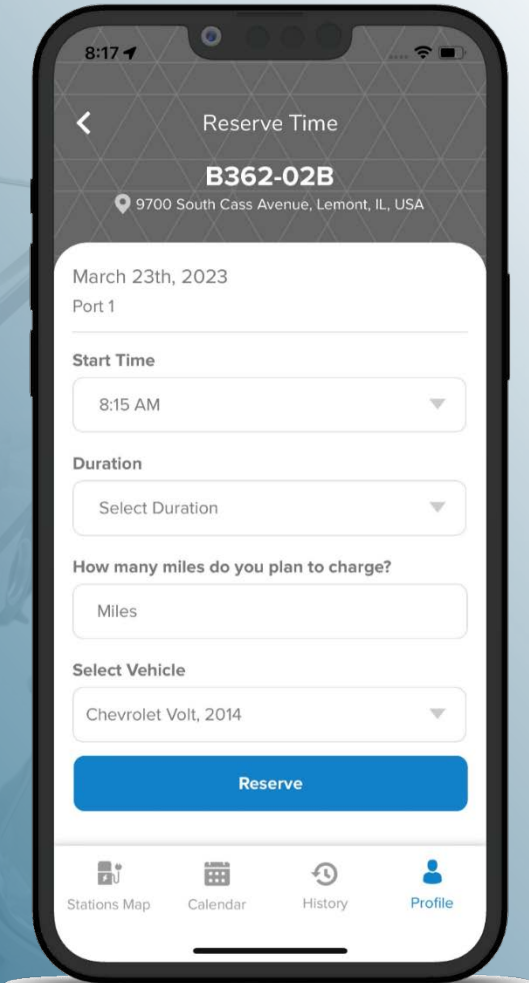 8:17
Reserve Time
B362-02B
9700 South Cass Avenue, Lemont, IL, USA
March 23th, 2023
Port 1
Start Time
8:15 AM
Duration
Select Duration
How many miles do you plan to charge?
Miles
Select Vehicle
Chevrolet Volt, 2014
Reserve
Stations Map Calendar History Profile